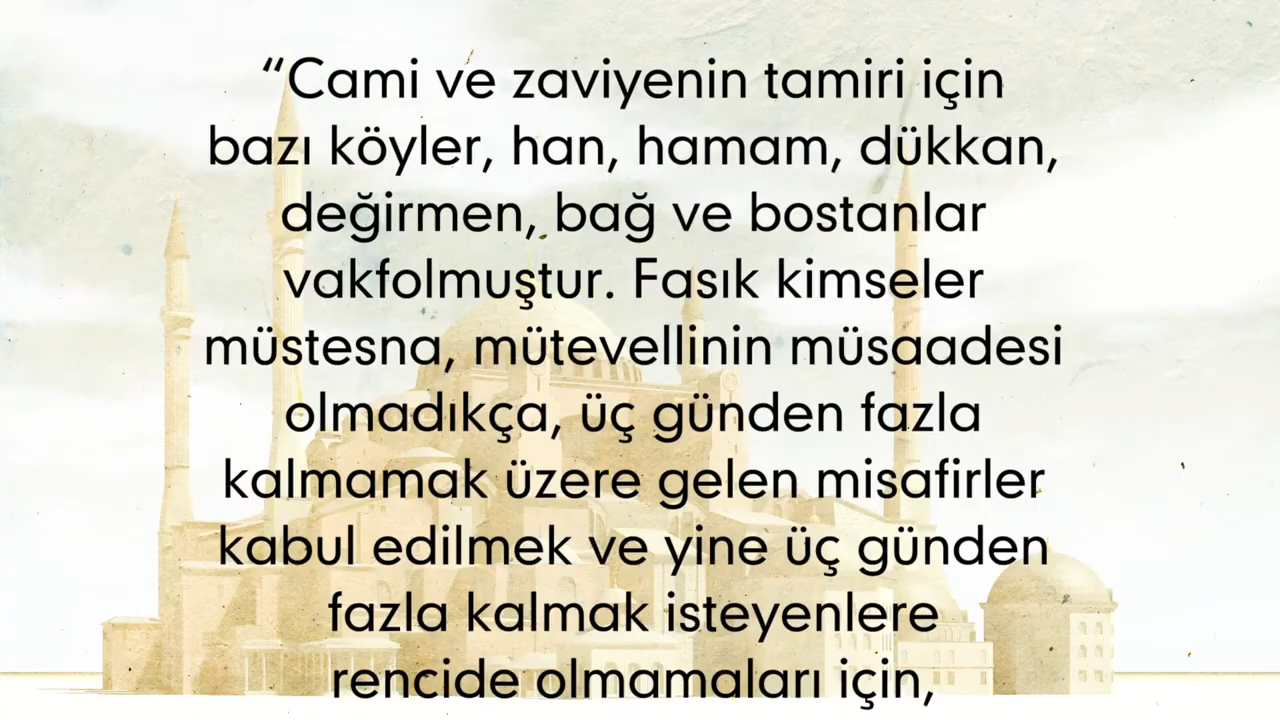 “Cami ve zaviyenin tamiri için
bazı köyler, han, hamam, dükkan,
değirmen, bağ ve bostanlar
vakfolmuştur. Fasık kimseler
müstesna, mütevellinin müsaadesi
olmadıkça, üç günden fazla
kalmamak üzere gelen misafirler
kabul edilmek ve yine üç günden
fazla kalmak isteyenlere
rencide olmamaları için,